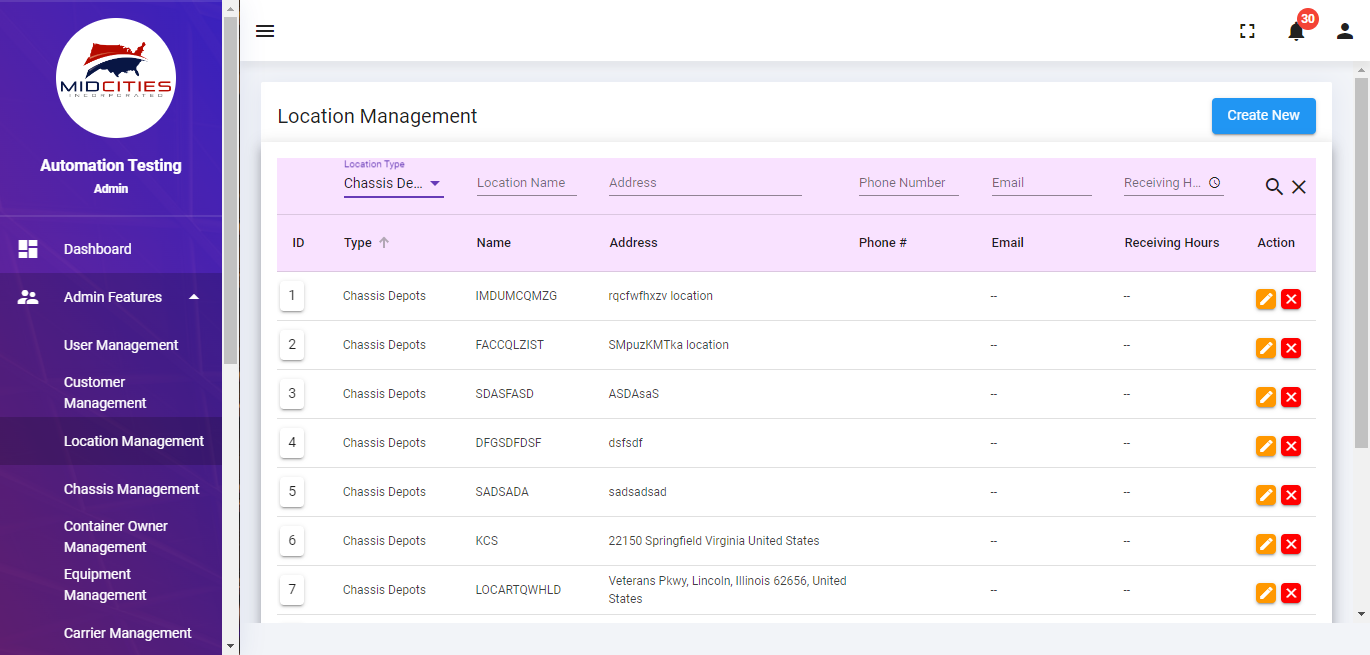 MIDCITIES
INCORPORATED
Automation Testing
Admin
Dashboard
Admin Features
User Management
Customer
Management
Location Management
Chassis Management
Container Owner
Management
Equipment
Management
Carrier Management
30
Location Management
Create New
Location Type
Chassis De... Location Name Address Phone Number Email Receiving H...
ID Type Name Address Phone # Email Receiving Hours Action
1 Chassis Depots IMDUMCQMZG rqcfwfhxzv location -- --
2 Chassis Depots FACCQLZIST SMpuzKMTka location -- --
3 Chassis Depots SDASFASD ASDAsaS -- --
4 Chassis Depots DFGSDFDSF dsfsdf -- --
5 Chassis Depots SADSADA sadsadsad -- --
6 Chassis Depots KCS 22150 Springfield Virginia United States -- --
7 Chassis Depots LOCARTQWHLD Veterans Pkwy, Lincoln, Illinois 62656, United -- --
States